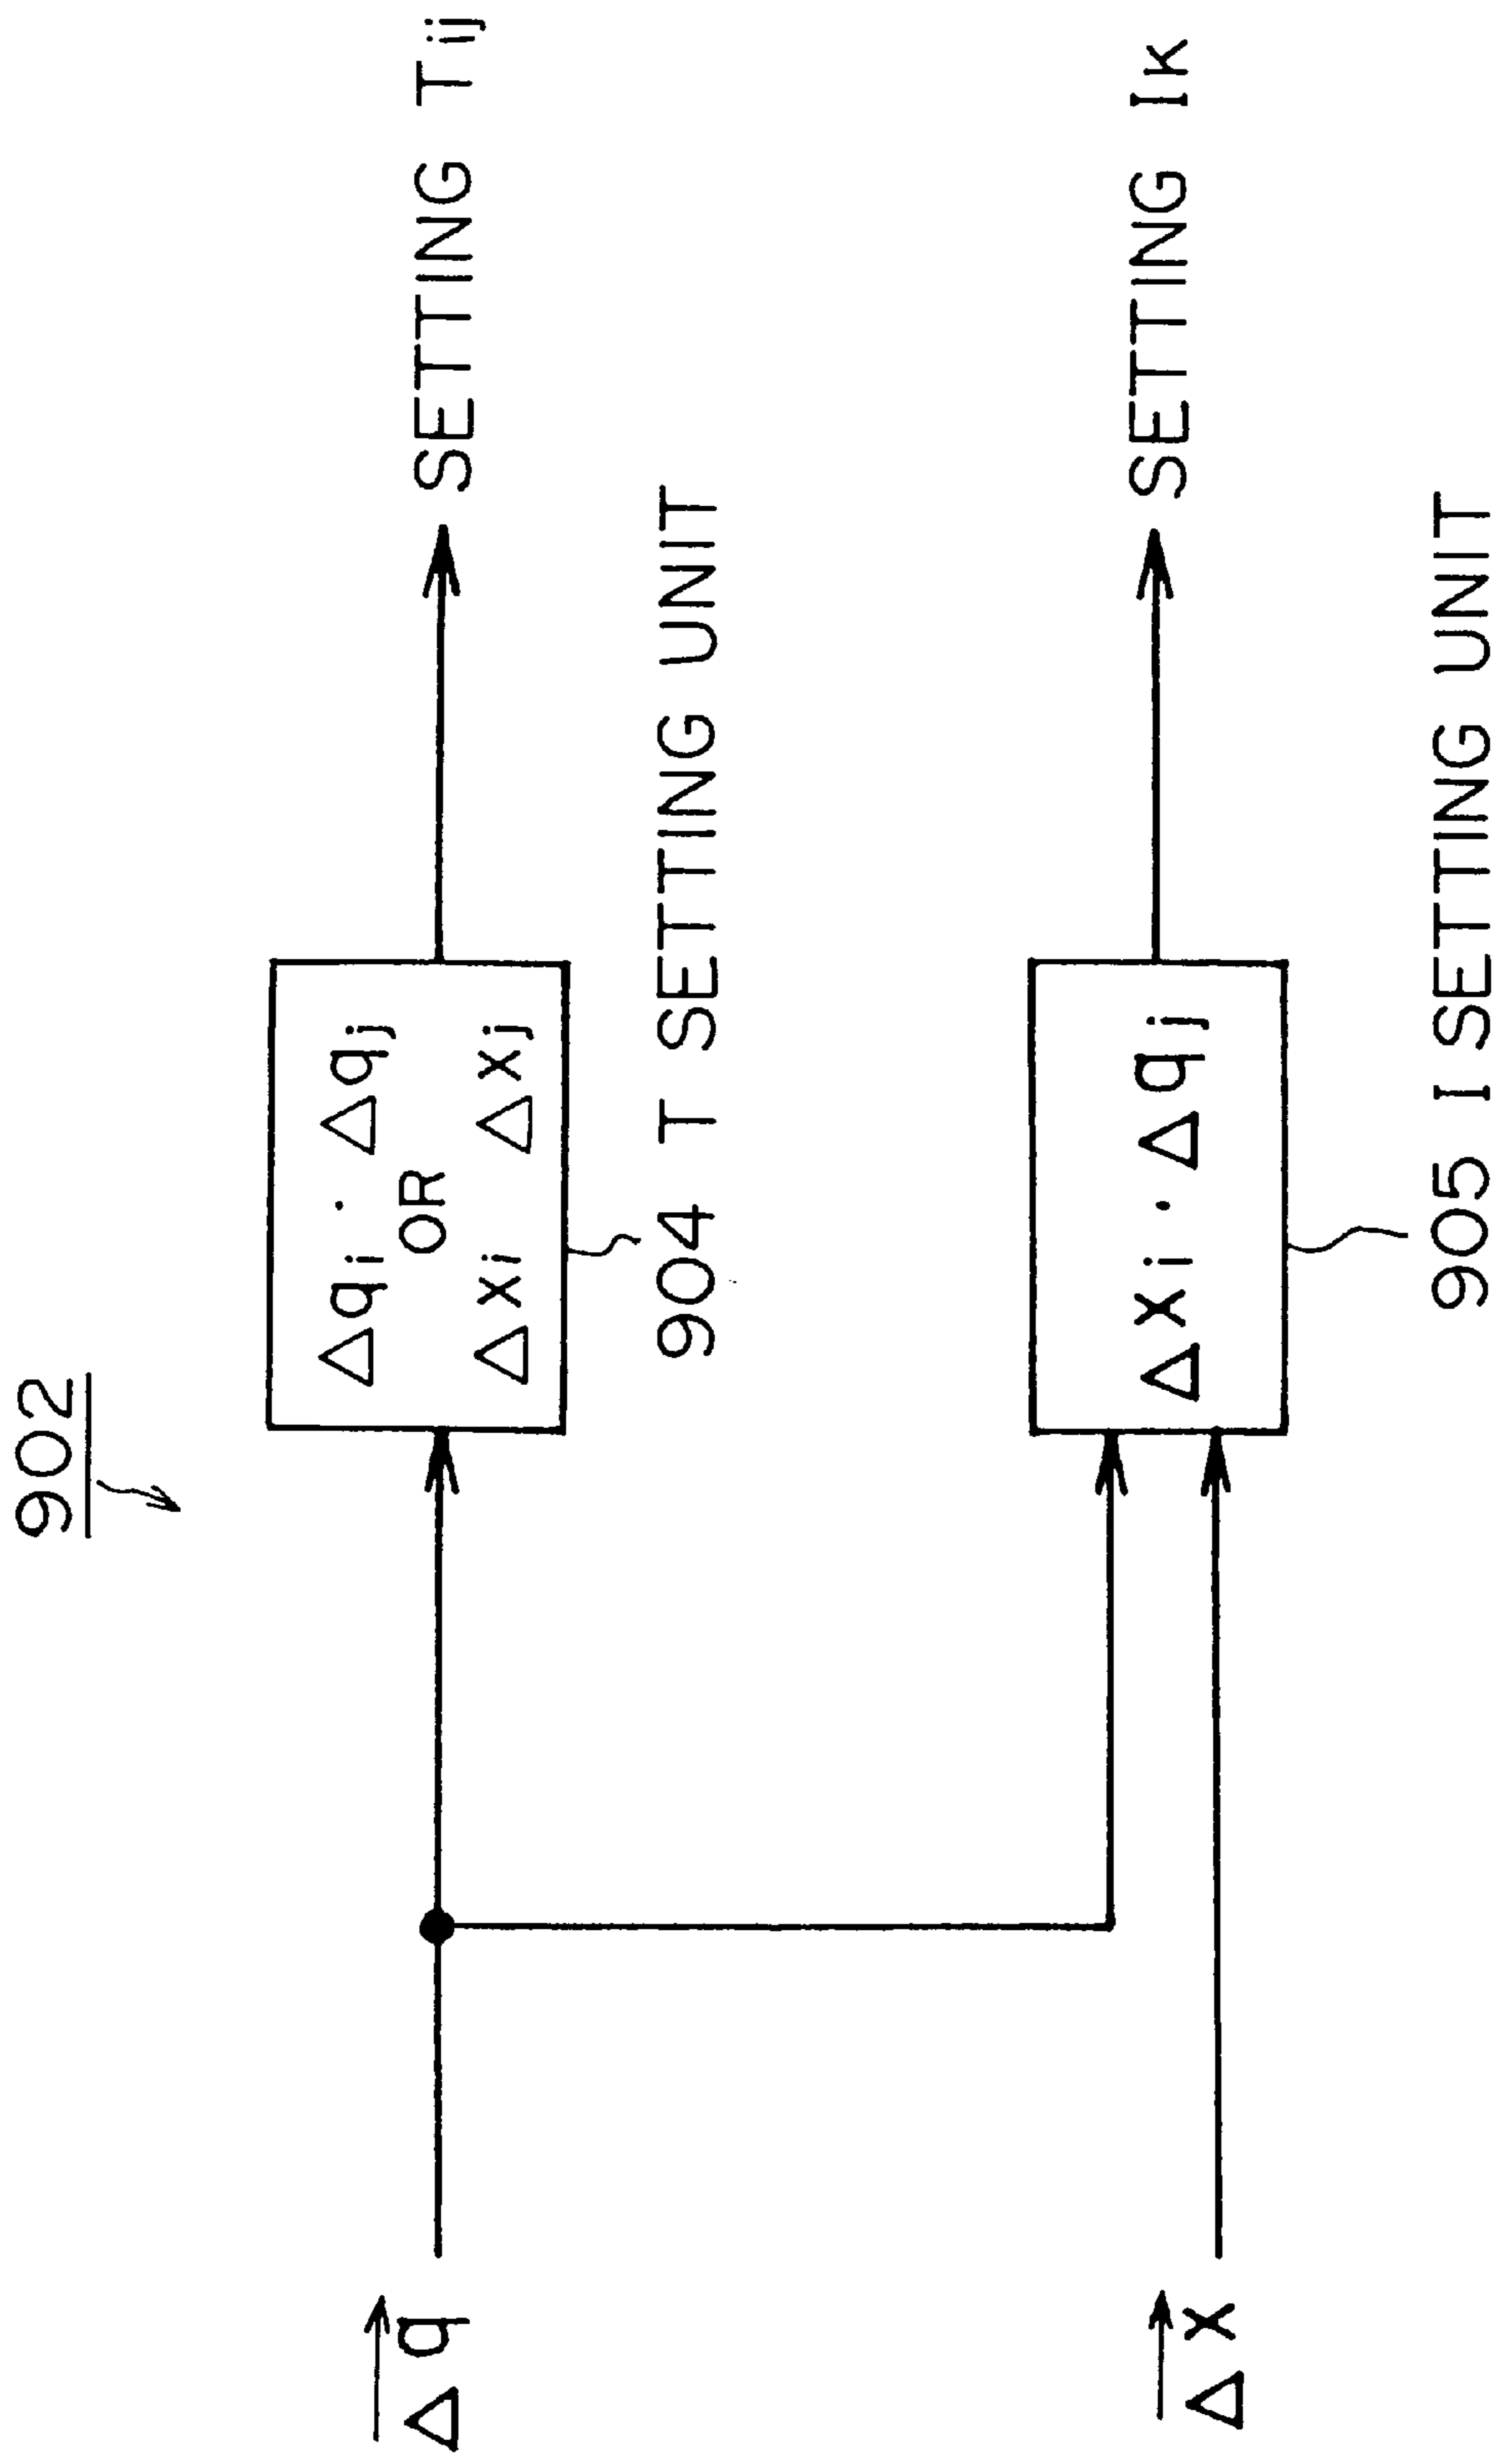 902
Δq
Δqi · Δqj
OR
Δxi Δxj
SETTING Tij
904 T SETTING UNIT
Δx
Δxi · Δqj
SETTING Ik
905 I SETTING UNIT